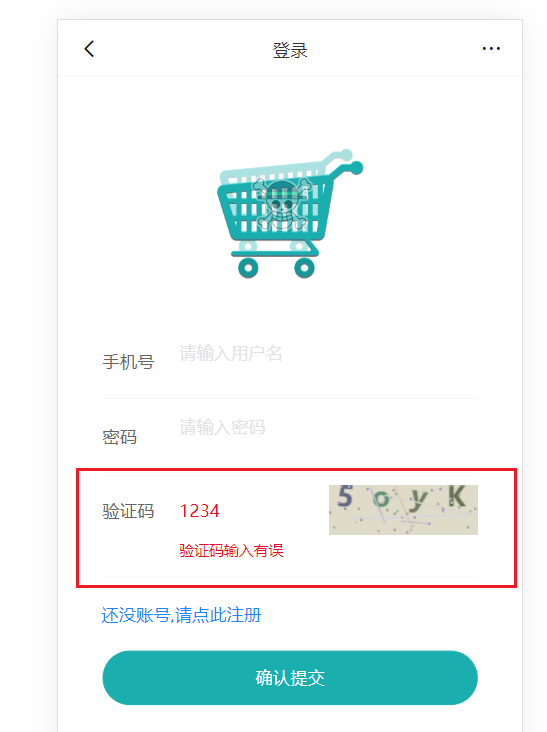 登录
手机号 请输入用户名
密码 请输入密码
验证码 1234 5 o y K
验证码输入有误
还没账号,请点此注册
确认提交